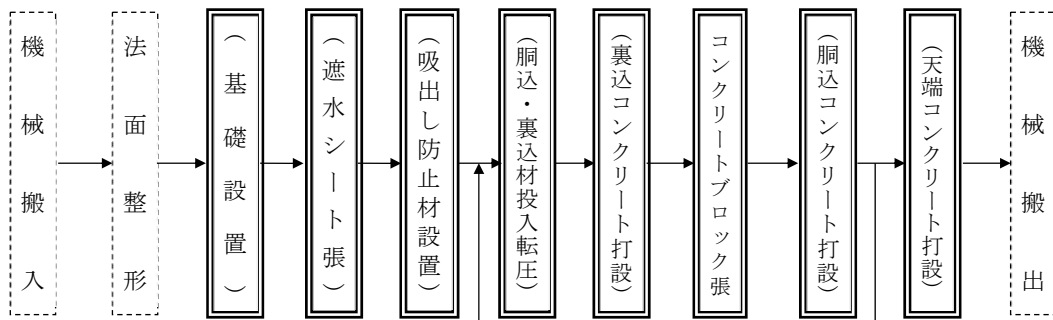 機械搬入
法面整形
（基礎設置）
（遮水シート張）
（吸出し防止材設置）
（胴込・裏込材投入転圧）
（裏込コンクリート打設）
コンクリートブロック張
（胴込コンクリート打設）
（天端コンクリート打設）
機械搬出